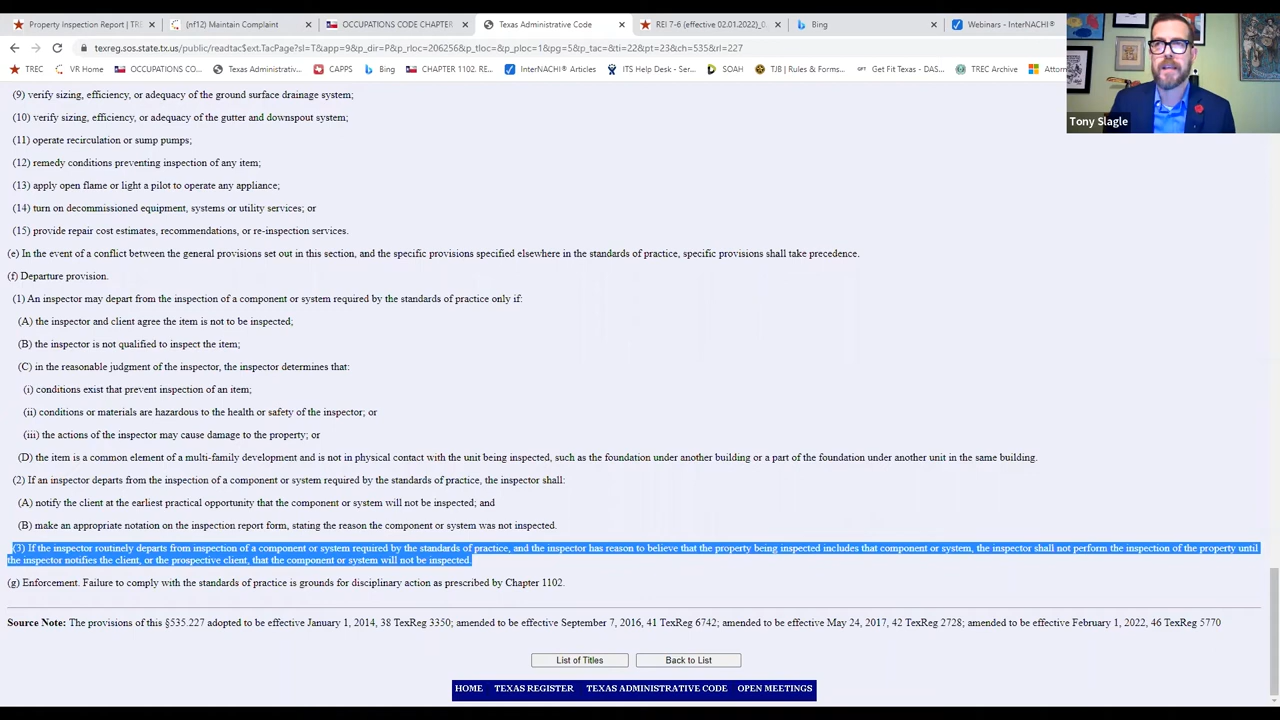 Property Inspection Report | TREC
(nf12) Maintain Complaint
OCCUPATIONS CODE CHAPTER
Texas Administrative Code
REI 7-6 (effective 02.01.2022)_0.
Bing
Webinars - InterNACHI®
texreg.sos.state.tx.us/public/readtac$ext.TacPage?sl=T&app=9&p_dir=P&p_rloc=206256&p_tloc=&p_ploc=1&pg=5&p_tac=&ti=22&pt=23&ch=535&rl=227
TREC
VR Home
OCCUPATIONS CO...
Texas Administrativ...
CAPPS
Bing
CHAPTER 1102. RE...
InterNACHI® Articles
ITS Help Desk - Ser...
SOAH
TJB | Rules & Forms...
Get Fit Texas - DAS...
TREC Archive
Attor
Tony Slagle
(9) verify sizing, efficiency, or adequacy of the ground surface drainage system;
(10) verify sizing, efficiency, or adequacy of the gutter and downspout system;
(11) operate recirculation or sump pumps;
(12) remedy conditions preventing inspection of any item;
(13) apply open flame or light a pilot to operate any appliance;
(14) turn on decommissioned equipment, systems or utility services; or
(15) provide repair cost estimates, recommendations, or re-inspection services.
(e) In the event of a conflict between the general provisions set out in this section, and the specific provisions specified elsewhere in the standards of practice, specific provisions shall take precedence.
(f) Departure provision.
(1) An inspector may depart from the inspection of a component or system required by the standards of practice only if:
(A) the inspector and client agree the item is not to be inspected;
(B) the inspector is not qualified to inspect the item;
(C) in the reasonable judgment of the inspector, the inspector determines that:
(i) conditions exist that prevent inspection of an item;
(ii) conditions or materials are hazardous to the health or safety of the inspector; or
(iii) the actions of the inspector may cause damage to the property; or
(D) the item is a common element of a multi-family development and is not in physical contact with the unit being inspected, such as the foundation under another building or a part of the foundation under another unit in the same building.
(2) If an inspector departs from the inspection of a component or system required by the standards of practice, the inspector shall:
(A) notify the client at the earliest practical opportunity that the component or system will not be inspected; and
(B) make an appropriate notation on the inspection report form, stating the reason the component or system was not inspected.
(3) If the inspector routinely departs from inspection of a component or system required by the standards of practice, and the inspector has reason to believe that the property being inspected includes that component or system, the inspector shall not perform the inspection of the property until
the inspector notifies the client, or the prospective client, that the component or system will not be inspected.
(g) Enforcement. Failure to comply with the standards of practice is grounds for disciplinary action as prescribed by Chapter 1102.
Source Note: The provisions of this §535.227 adopted to be effective January 1, 2014, 38 TexReg 3350; amended to be effective September 7, 2016, 41 TexReg 6742; amended to be effective May 24, 2017, 42 TexReg 2728; amended to be effective February 1, 2022, 46 TexReg 5770
List of Titles
Back to List
HOME TEXAS REGISTER TEXAS ADMINISTRATIVE CODE OPEN MEETINGS